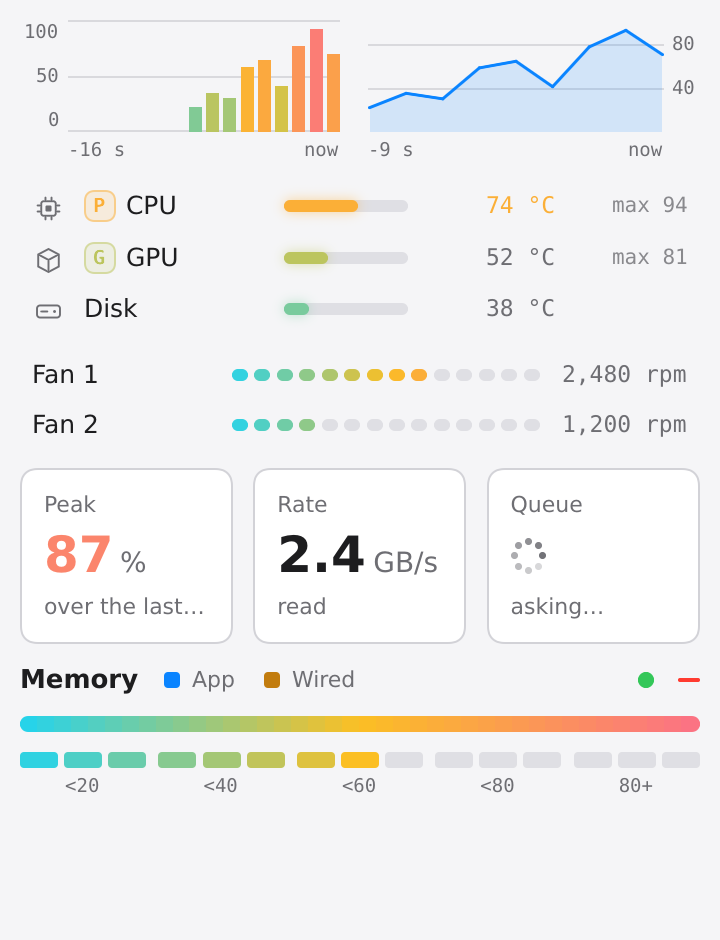 100
50
0
-16 s now
80
40
-9 s now
P CPU 74 °C max 94
G GPU 52 °C max 81
Disk 38 °C
Fan 1 2,480 rpm
Fan 2 1,200 rpm
Peak
87 %
over the last…
Rate
2.4 GB/s
read
Queue
asking…
Memory App Wired
<20 <40 <60 <80 80+